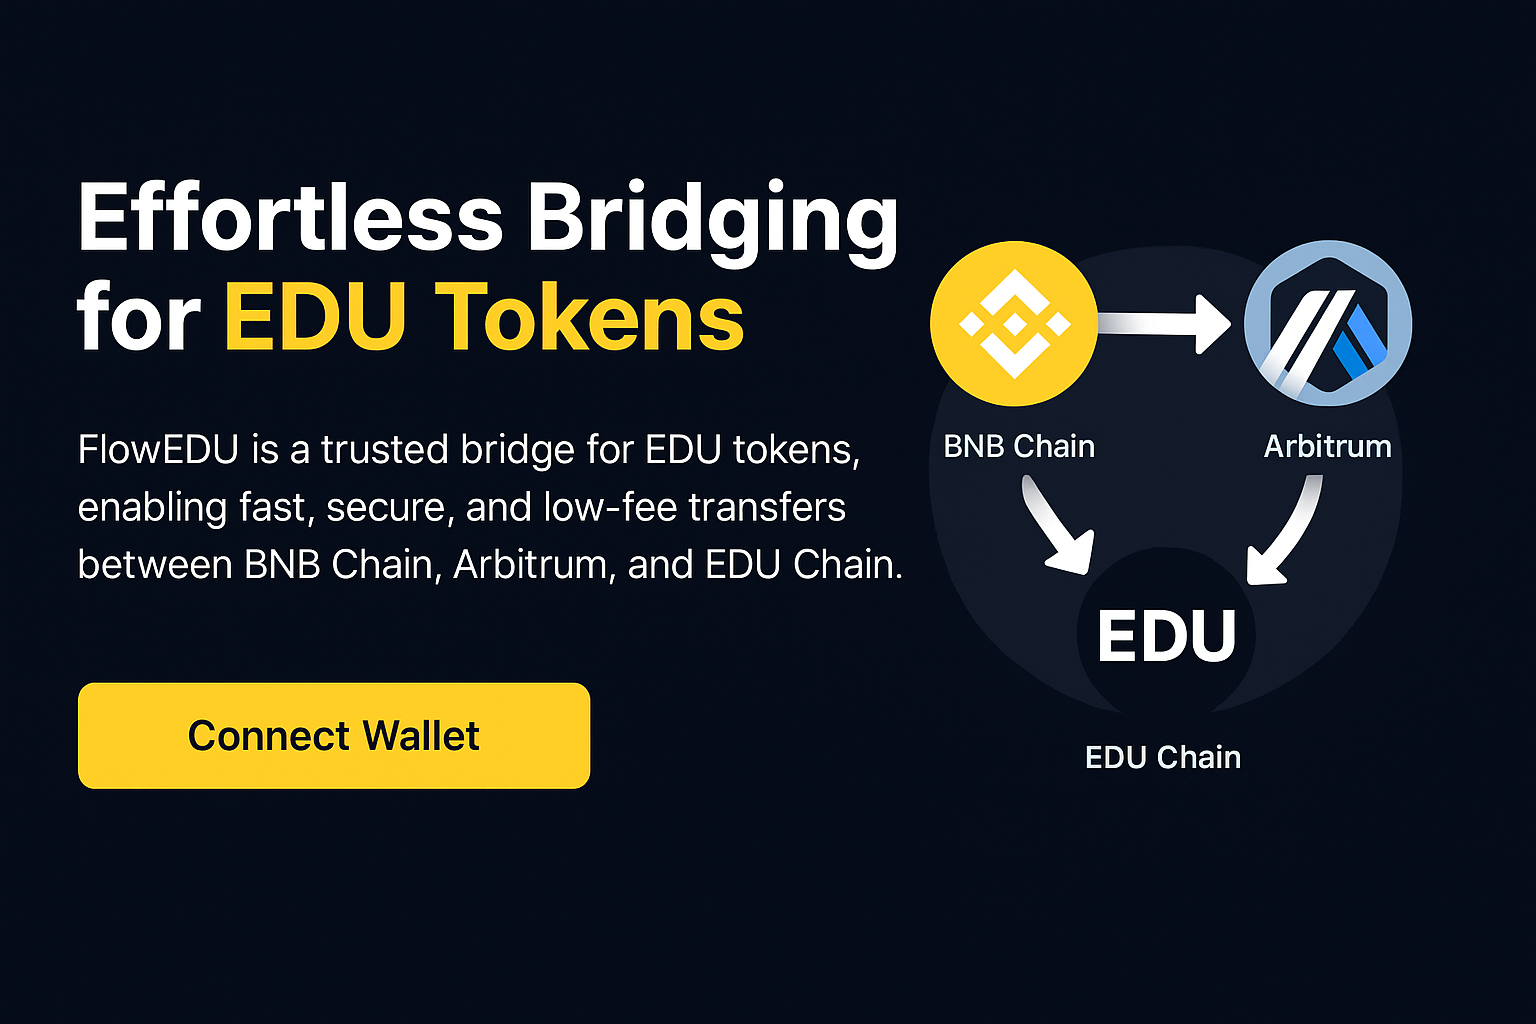 Effortless Bridging
for EDU Tokens
FlowEDU is a trusted bridge for EDU tokens,
enabling fast, secure, and low-fee transfers
between BNB Chain, Arbitrum, and EDU Chain.
Connect Wallet
BNB Chain
Arbitrum
EDU
EDU Chain